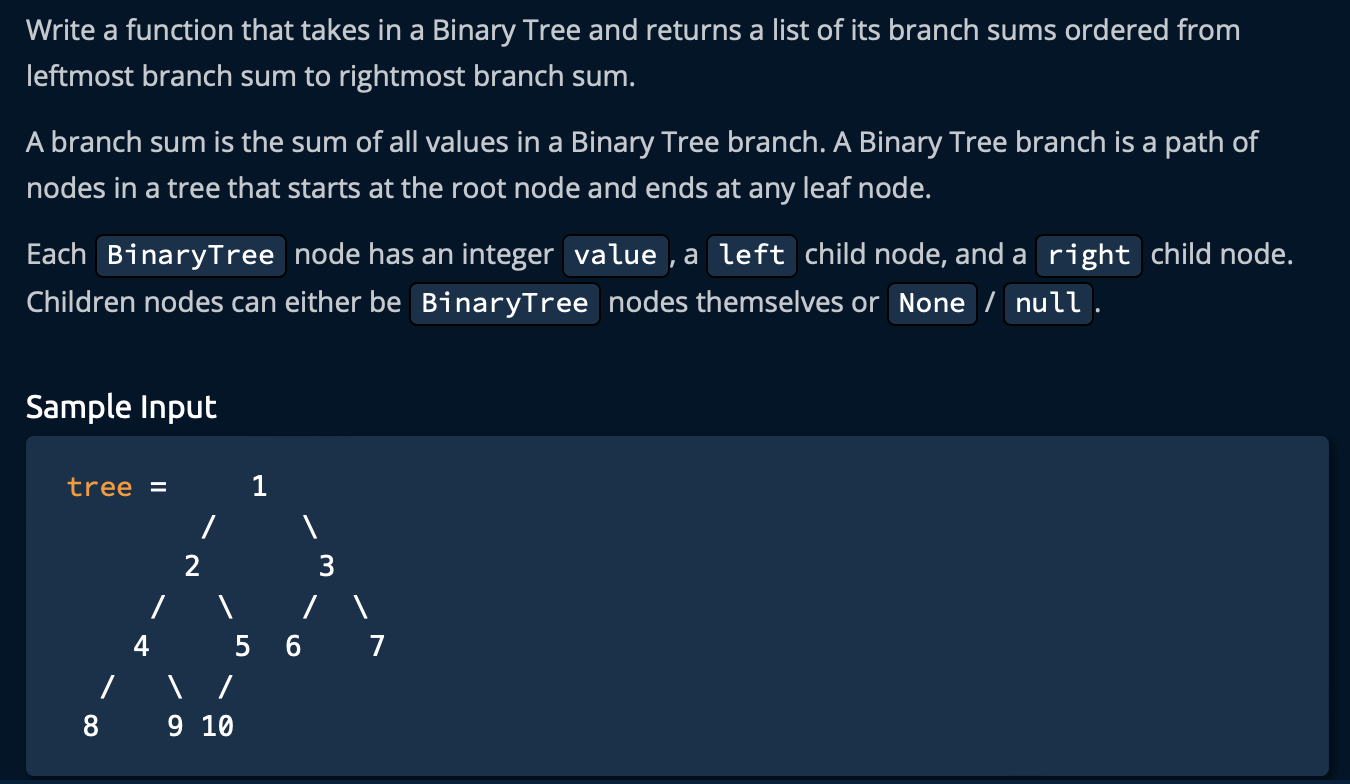 Write a function that takes in a Binary Tree and returns a list of its branch sums ordered from
leftmost branch sum to rightmost branch sum.
A branch sum is the sum of all values in a Binary Tree branch. A Binary Tree branch is a path of
nodes in a tree that starts at the root node and ends at any leaf node.
Each BinaryTree node has an integer value , a left child node, and a right child node.
Children nodes can either be BinaryTree nodes themselves or None / null .
Sample Input
tree =     1
        /     \
       2       3
     /   \    /  \
    4     5  6    7
  /   \  /
 8    9 10